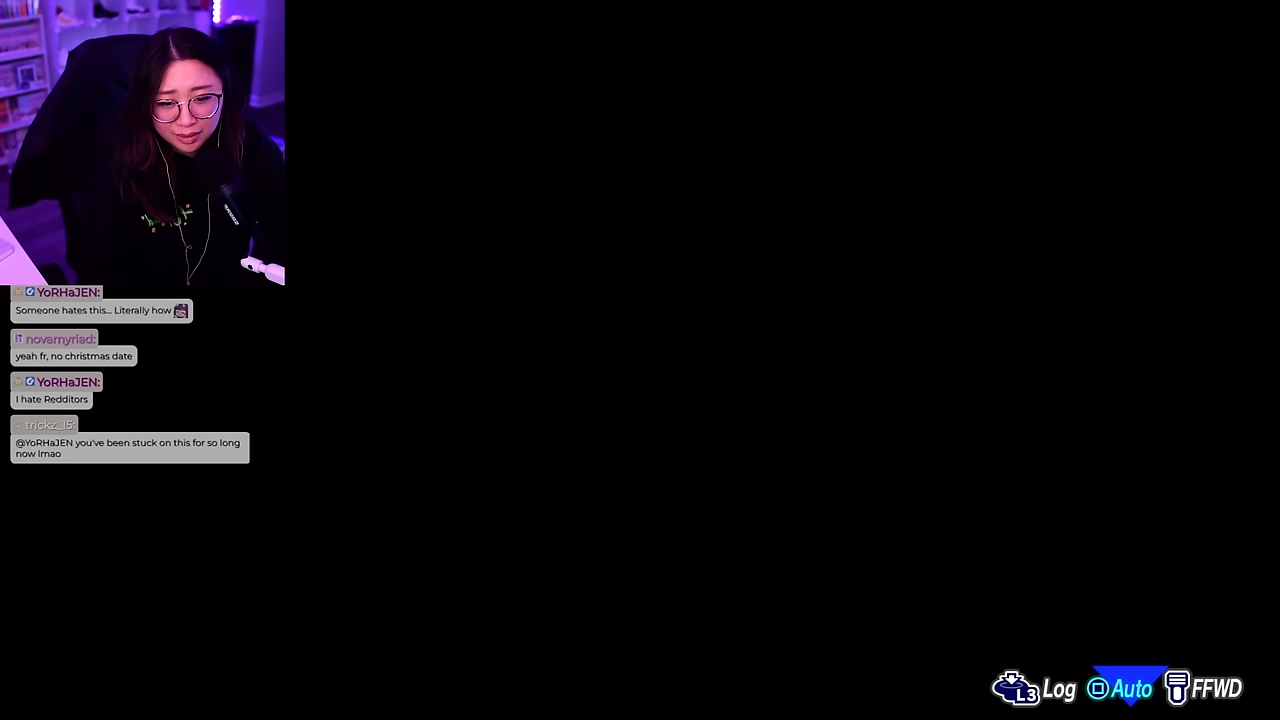 YoRHaJEN:
Someone hates this... Literally how
novamyriad:
yeah fr, no christmas date
YoRHaJEN:
I hate Redditors
trickz_15:
@YoRHaJEN you've been stuck on this for so long
now lmao
L3 Log Auto FFWD